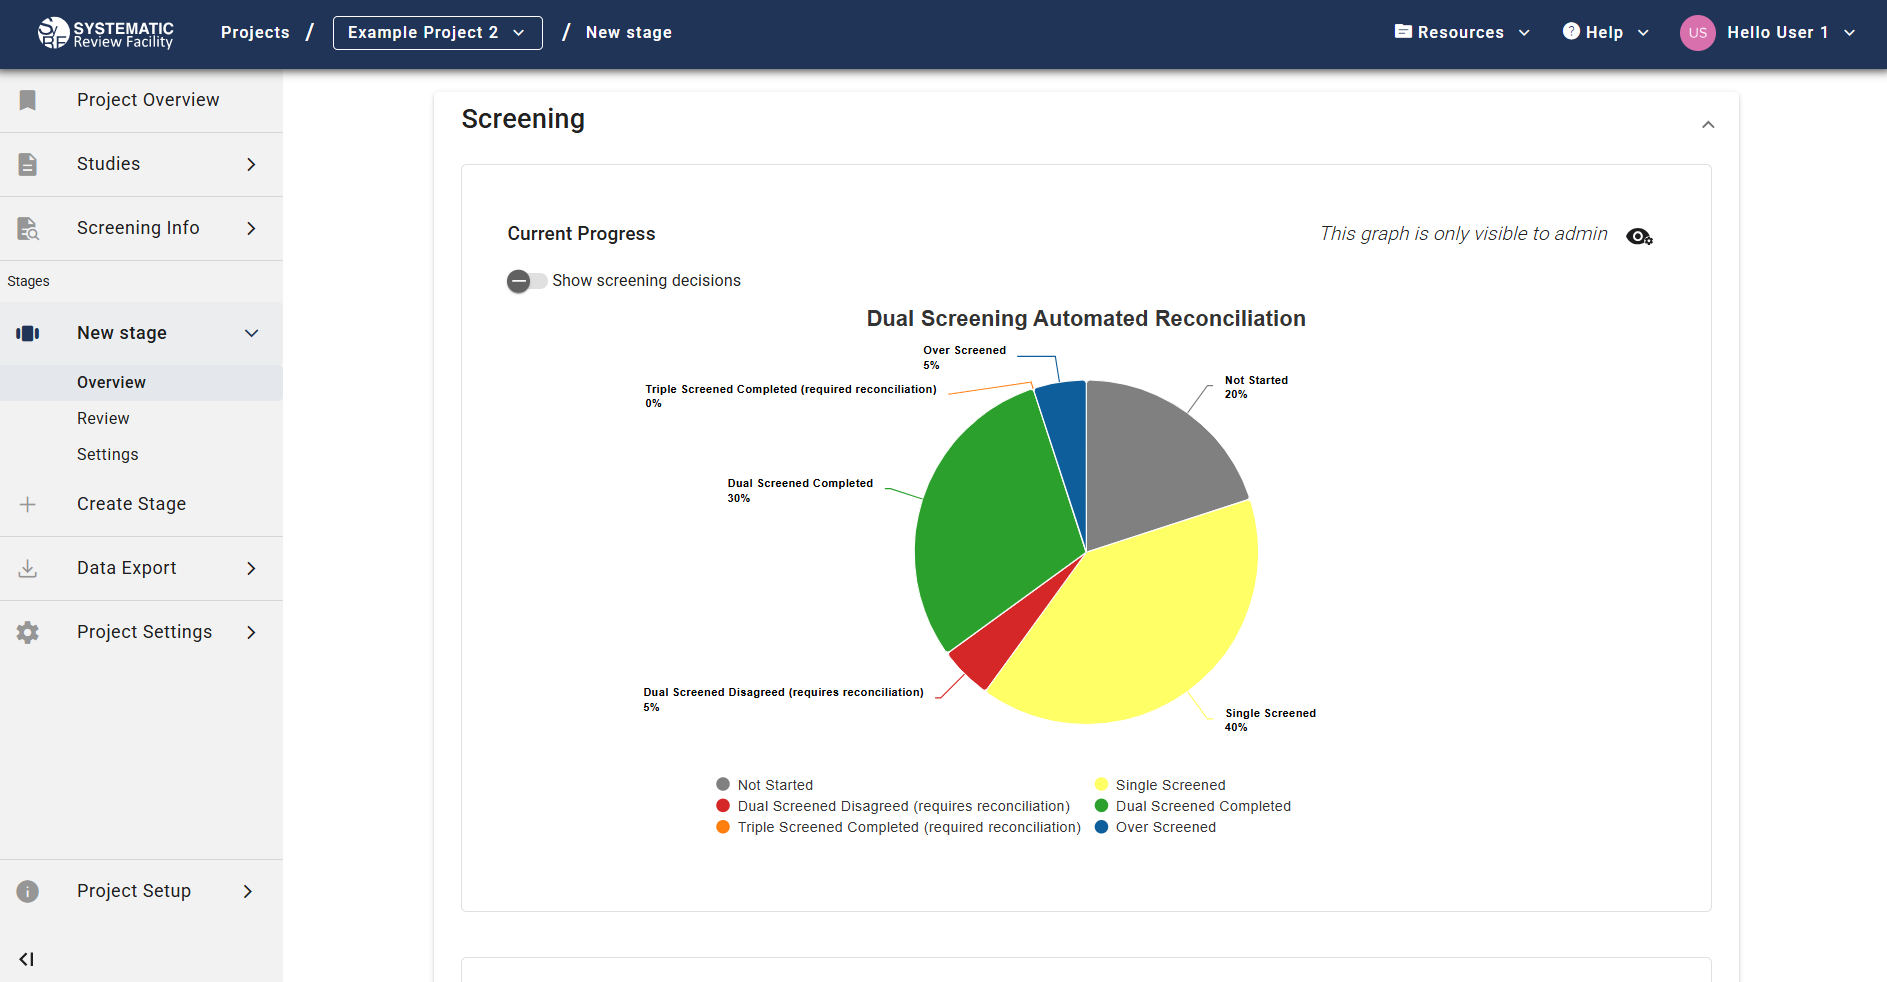 SYSTEMATIC
Review Facility
Projects / Example Project 2 / New stage
Resources
Help
US Hello User 1
Project Overview
Studies
Screening Info
Stages
New stage
Overview
Review
Settings
Create Stage
Data Export
Project Settings
Project Setup
Screening
Current Progress
This graph is only visible to admin
Show screening decisions
Dual Screening Automated Reconciliation
Over Screened
5%
Not Started
20%
Triple Screened Completed (required reconciliation)
0%
Dual Screened Completed
30%
Dual Screened Disagreed (requires reconciliation)
5%
Single Screened
40%
Not Started
Single Screened
Dual Screened Disagreed (requires reconciliation)
Dual Screened Completed
Triple Screened Completed (required reconciliation)
Over Screened